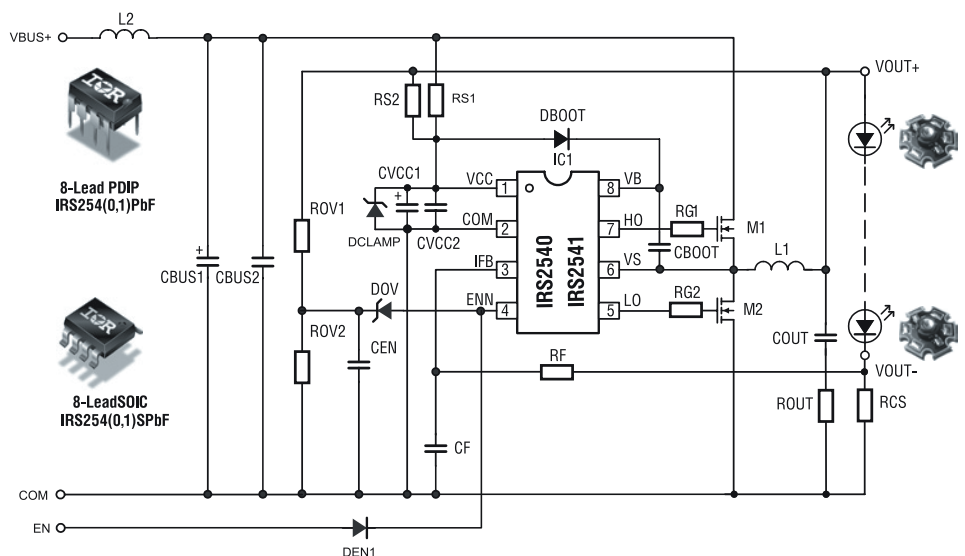 L2
VBUS+
IOR
8-Lead PDIP
IRS254(0,1)PbF
IOR
8-LeadSOIC
IRS254(0,1)SPbF
CBUS1
+
CBUS2
ROV1
ROV2
RS2
RS1
DBOOT
IC1
CVCC1
+
DCLAMP
CVCC2
VCC
COM
IFB
ENN
1
2
3
4
IRS2540
IRS2541
8
7
6
5
VB
HO
VS
LO
RG1
CBOOT
RG2
M1
M2
L1
VOUT+
DOV
CEN
RF
CF
COUT
VOUT-
ROUT
RCS
COM
EN
DEN1